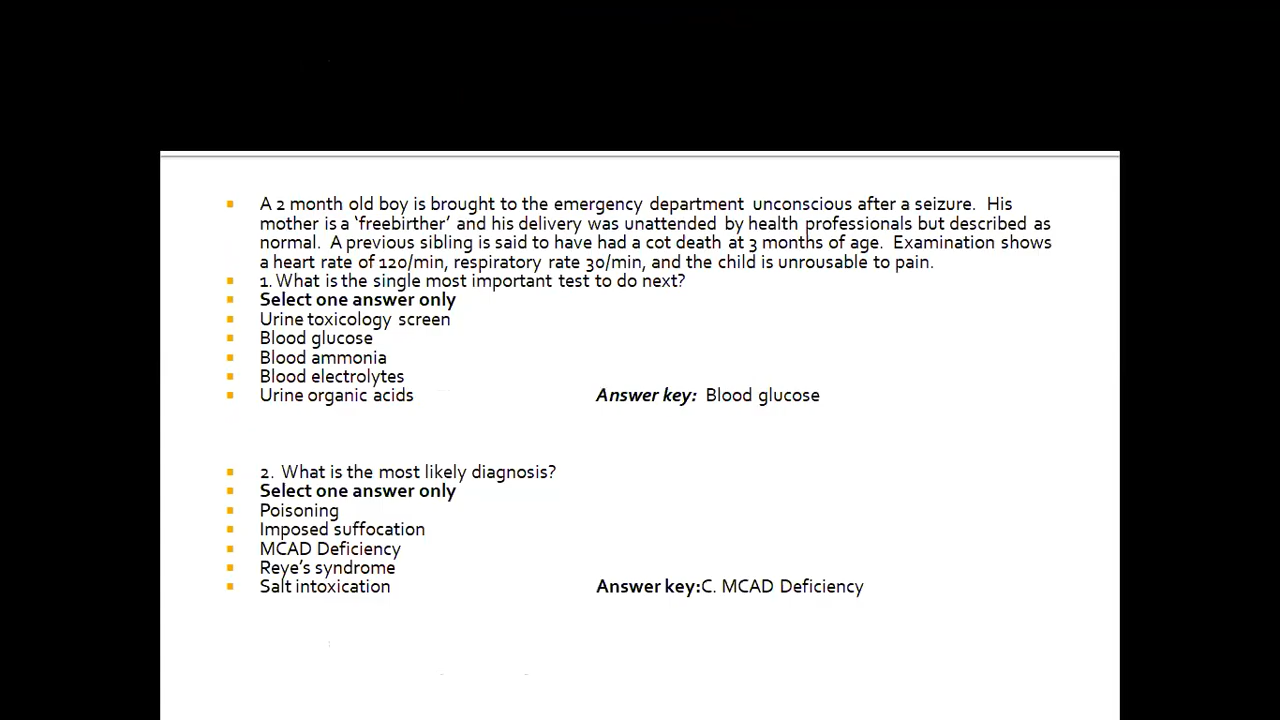 A 2 month old boy is brought to the emergency department unconscious after a seizure. His
mother is a ‘freebirther’ and his delivery was unattended by health professionals but described as
normal. A previous sibling is said to have had a cot death at 3 months of age. Examination shows
a heart rate of 120/min, respiratory rate 30/min, and the child is unrousable to pain.
1. What is the single most important test to do next?
Select one answer only
Urine toxicology screen
Blood glucose
Blood ammonia
Blood electrolytes
Urine organic acids Answer key: Blood glucose
2. What is the most likely diagnosis?
Select one answer only
Poisoning
Imposed suffocation
MCAD Deficiency
Reye’s syndrome
Salt intoxication Answer key:C. MCAD Deficiency